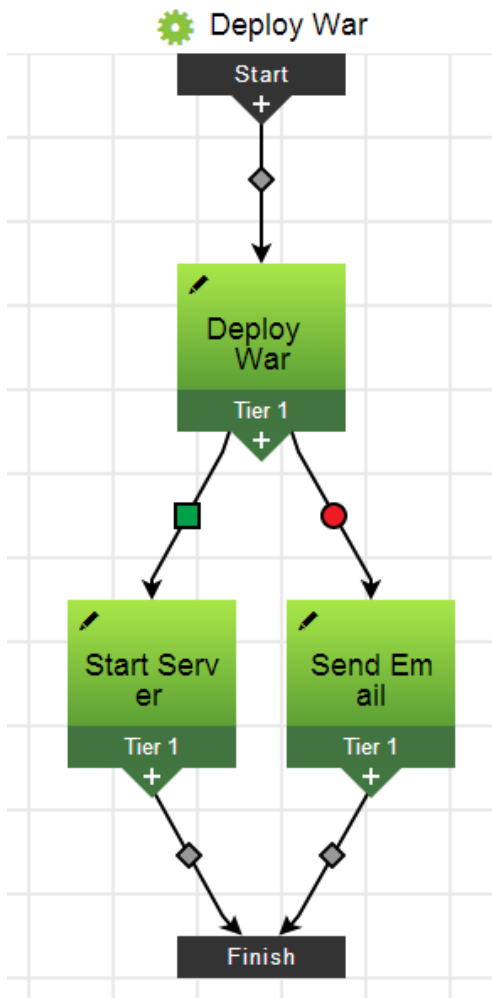 Deploy War
Start
Deploy
War
Tier 1
Start Serv
er
Tier 1
Send Em
ail
Tier 1
Finish